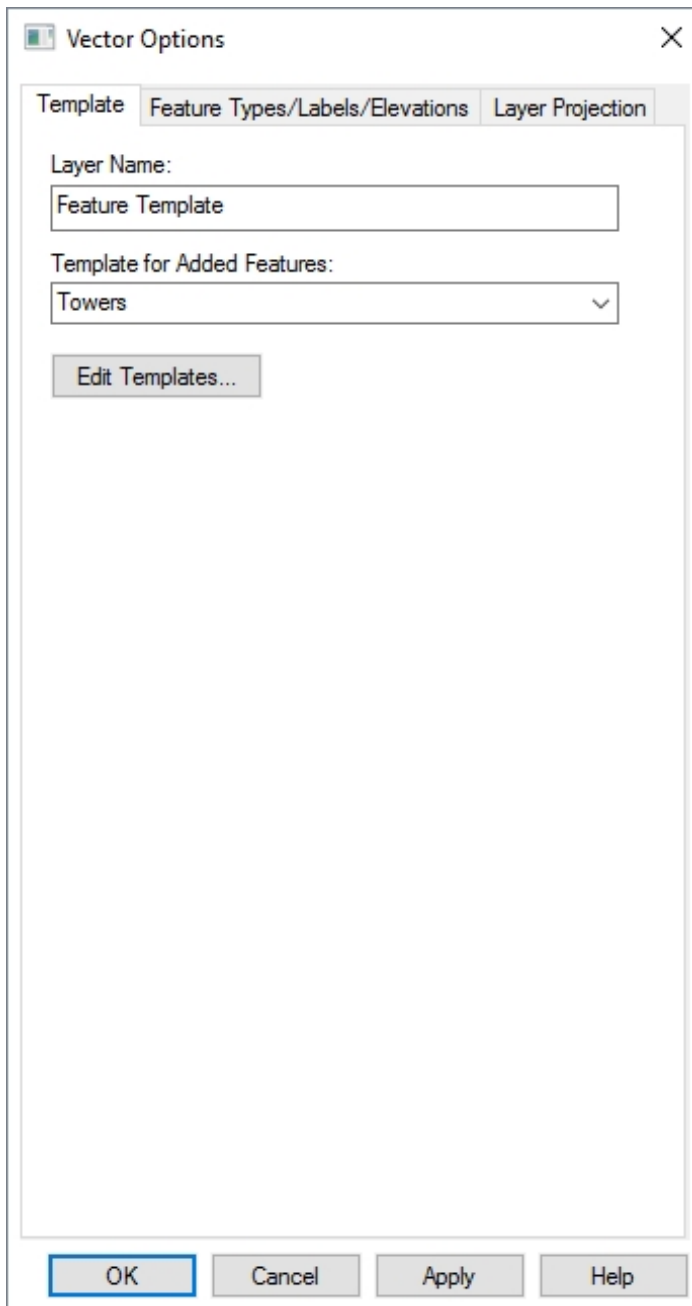 Vector Options
Template Feature Types/Labels/Elevations Layer Projection
Layer Name:
Feature Template
Template for Added Features:
Towers
Edit Templates...
OK Cancel Apply Help